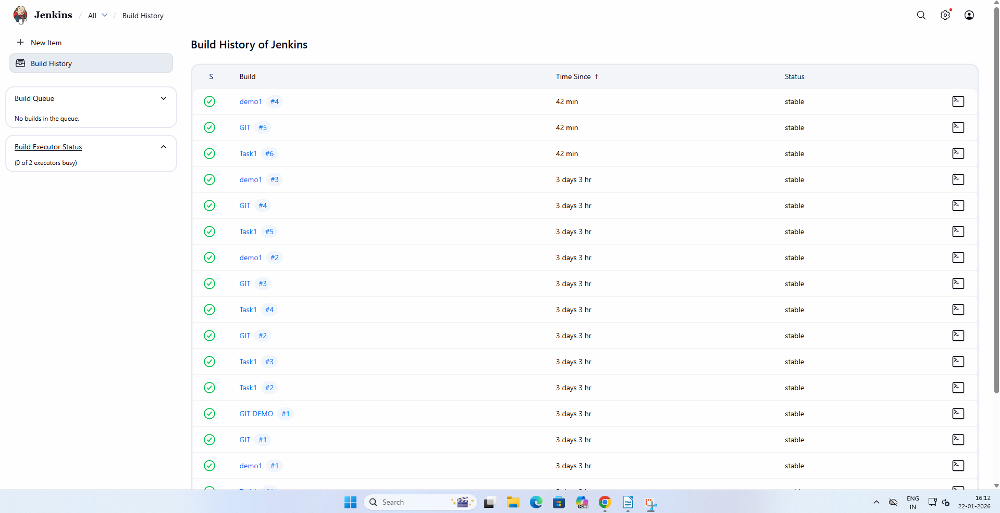 Jenkins / All / Build History
New Item
Build History
Build Queue
No builds in the queue.
Build Executor Status
(0 of 2 executors busy)
Build History of Jenkins
S Build Time Since ↑ Status
demo1 #4 42 min stable
GIT #5 42 min stable
Task1 #6 42 min stable
demo1 #3 3 days 3 hr stable
GIT #4 3 days 3 hr stable
Task1 #5 3 days 3 hr stable
demo1 #2 3 days 3 hr stable
GIT #3 3 days 3 hr stable
Task1 #4 3 days 3 hr stable
GIT #2 3 days 3 hr stable
Task1 #3 3 days 3 hr stable
Task1 #2 3 days 3 hr stable
GIT DEMO #1 3 days 3 hr stable
GIT #1 3 days 3 hr stable
demo1 #1 3 days 3 hr stable
Search
M365
ENG
IN
16:12
22-01-2026